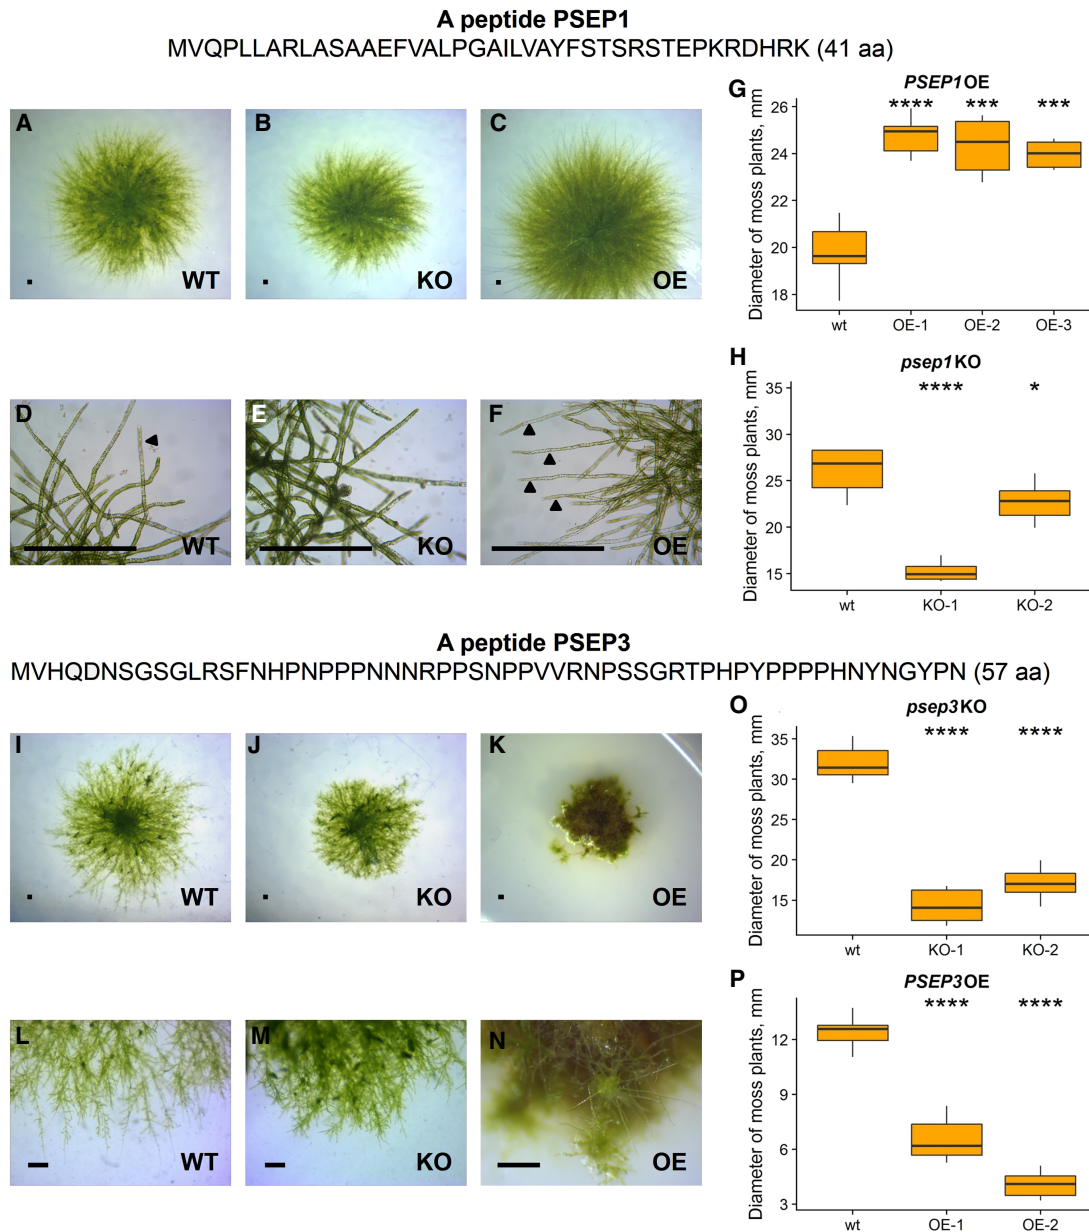 A peptide PSEP1
MVQPLLARLASAAEFVALPGAILVAYFSTSRSTEPKRDHRK (41 aa)
A
WT
B
KO
C
OE
G
PSEP1OE
Diameter of moss plants, mm
26
24
22
20
18
**** *** ***
wt OE-1 OE-2 OE-3
D
WT
E
KO
F
OE
H
psep1KO
Diameter of moss plants, mm
35
30
25
20
15
**** *
wt KO-1 KO-2
A peptide PSEP3
MVHQDNSGSGLRSFNHPNPPPNNNRPPSNPPVVRNPSSGRTPHPYPPPPHNYNGYPN (57 aa)
I
WT
J
KO
K
OE
O
psep3KO
Diameter of moss plants, mm
35
30
25
20
15
**** ****
wt KO-1 KO-2
L
WT
M
KO
N
OE
P
PSEP3OE
Diameter of moss plants, mm
12
9
6
3
**** ****
wt OE-1 OE-2